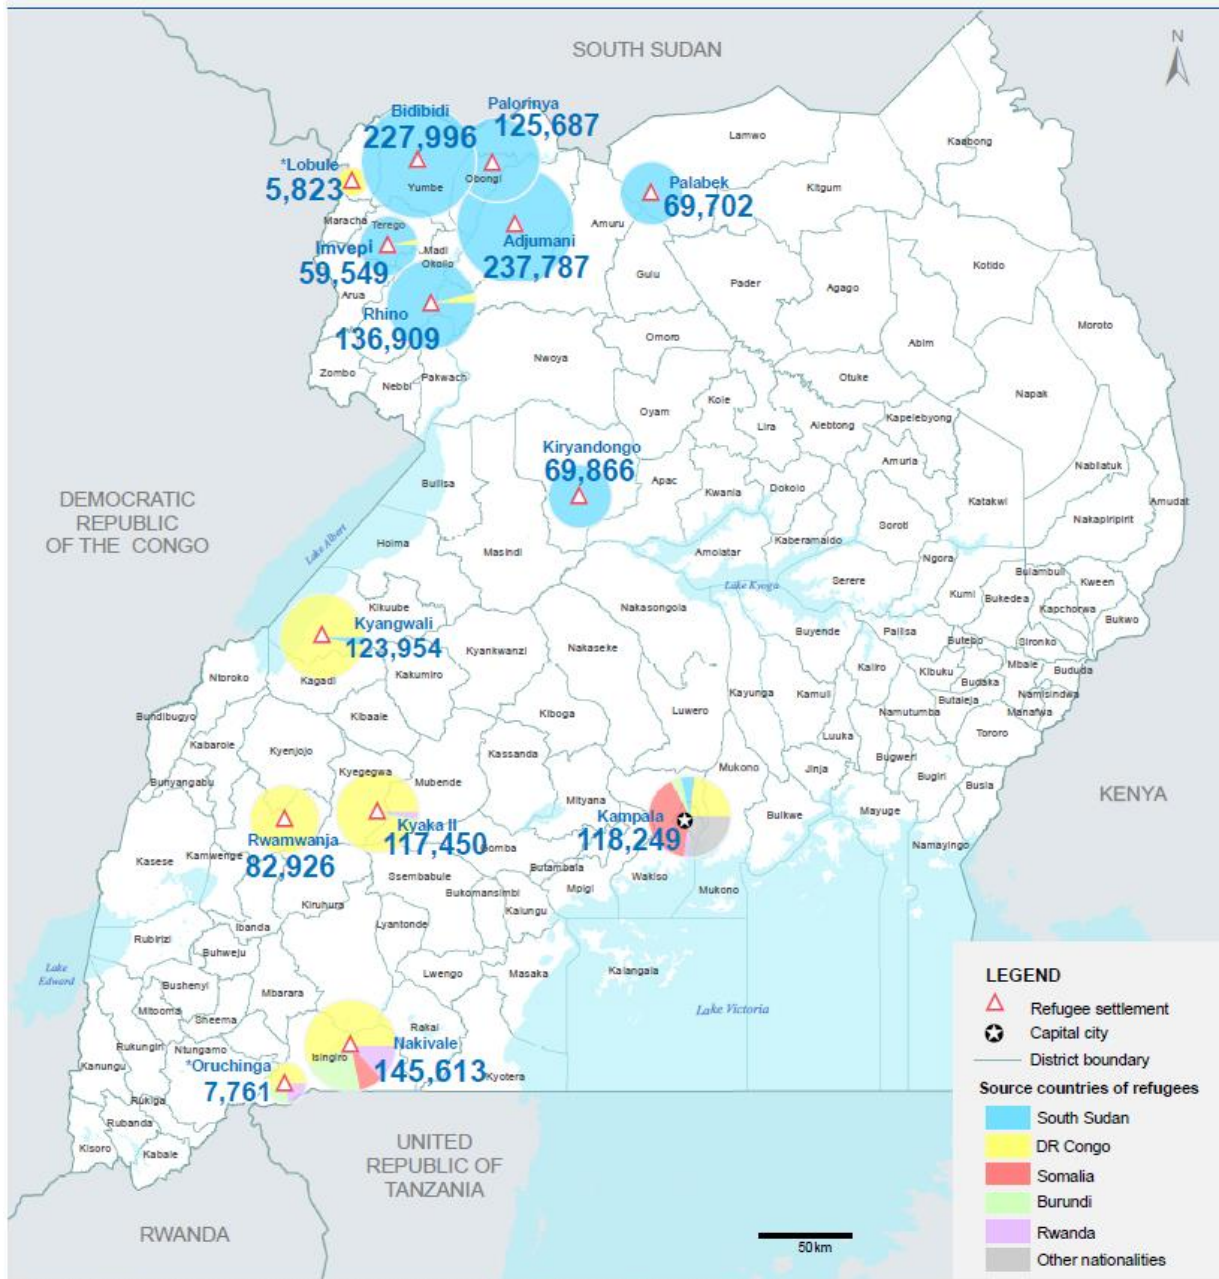 SOUTH SUDAN
N
Palorinya
125,687
Bidibidi
227,996
*Lobule
5,823
Yumbe
Obongi
Lamwo
Kaabong
Kitgum
Palabek
69,702
Maracha
Terego
Imvepi
59,549
Madi
Okollo
Adjumani
237,787
Amuru
Gulu
Pader
Agago
Kotido
Arua
Rhino
136,909
Moroto
Zombo
Nebbi
Pakwach
Nwoya
Omoro
Abim
Otuke
Napak
Oyam
Kole
Lira
Alebtong
Kapelebyong
Kiryandongo
69,866
Apac
Kwania
Dokolo
Amuria
Katakwi
Nabilatuk
Amudat
Nakapiripirit
DEMOCRATIC
REPUBLIC
OF THE CONGO
Buliisa
Lake Albert
Hoima
Masindi
Amolatar
Kaberamaido
Soroti
Ngora
Lake Kyoga
Serere
Kumi
Bukedea
Bulambuli
Kween
Kapchorwa
Bukwo
Kikuube
Kyangwali
123,954
Kagadi
Kakumiro
Kyankwanzi
Nakaseke
Nakasongola
Buyende
Pallisa
Butebo
Sironko
Mbale
Bududa
Kaliro
Kibuku
Budaka
Butaleja
Namisindwa
Manafwa
Ntoroko
Bundibugyo
Kabarole
Kibaale
Kiboga
Luwero
Kayunga
Kamuli
Namutumba
Luuka
Tororo
Bunyangabu
Kyenjojo
Kyegegwa
Mubende
Kassanda
Mukono
Jinja
Bugweri
Bugiri
Busia
KENYA
Rwamwanja
82,926
Kyaka II
117,450
Mityana
Kampala
118,249
Buikwe
Mayuge
Namayingo
Kasese
Kamwenge
Gomba
Butambala
Mpigi
Wakiso
Mukono
Ssembabule
Bukomansimbi
Kalungu
Kiruhura
Ibanda
Lyantonde
Rubirizi
Buhweju
Lake
Edward
Bushenyi
Mbarara
Lwengo
Masaka
Kalangala
Lake Victoria
Mitooma
Sheema
Rukungiri
Ntungamo
Kanungu
Isingiro
Rakai
Nakivale
145,613
Kyotera
*Oruchinga
7,761
Rukiga
Rubanda
Kisoro
Kabale
UNITED
REPUBLIC OF
TANZANIA
RWANDA
50km
LEGEND
Refugee settlement
Capital city
District boundary
Source countries of refugees
South Sudan
DR Congo
Somalia
Burundi
Rwanda
Other nationalities